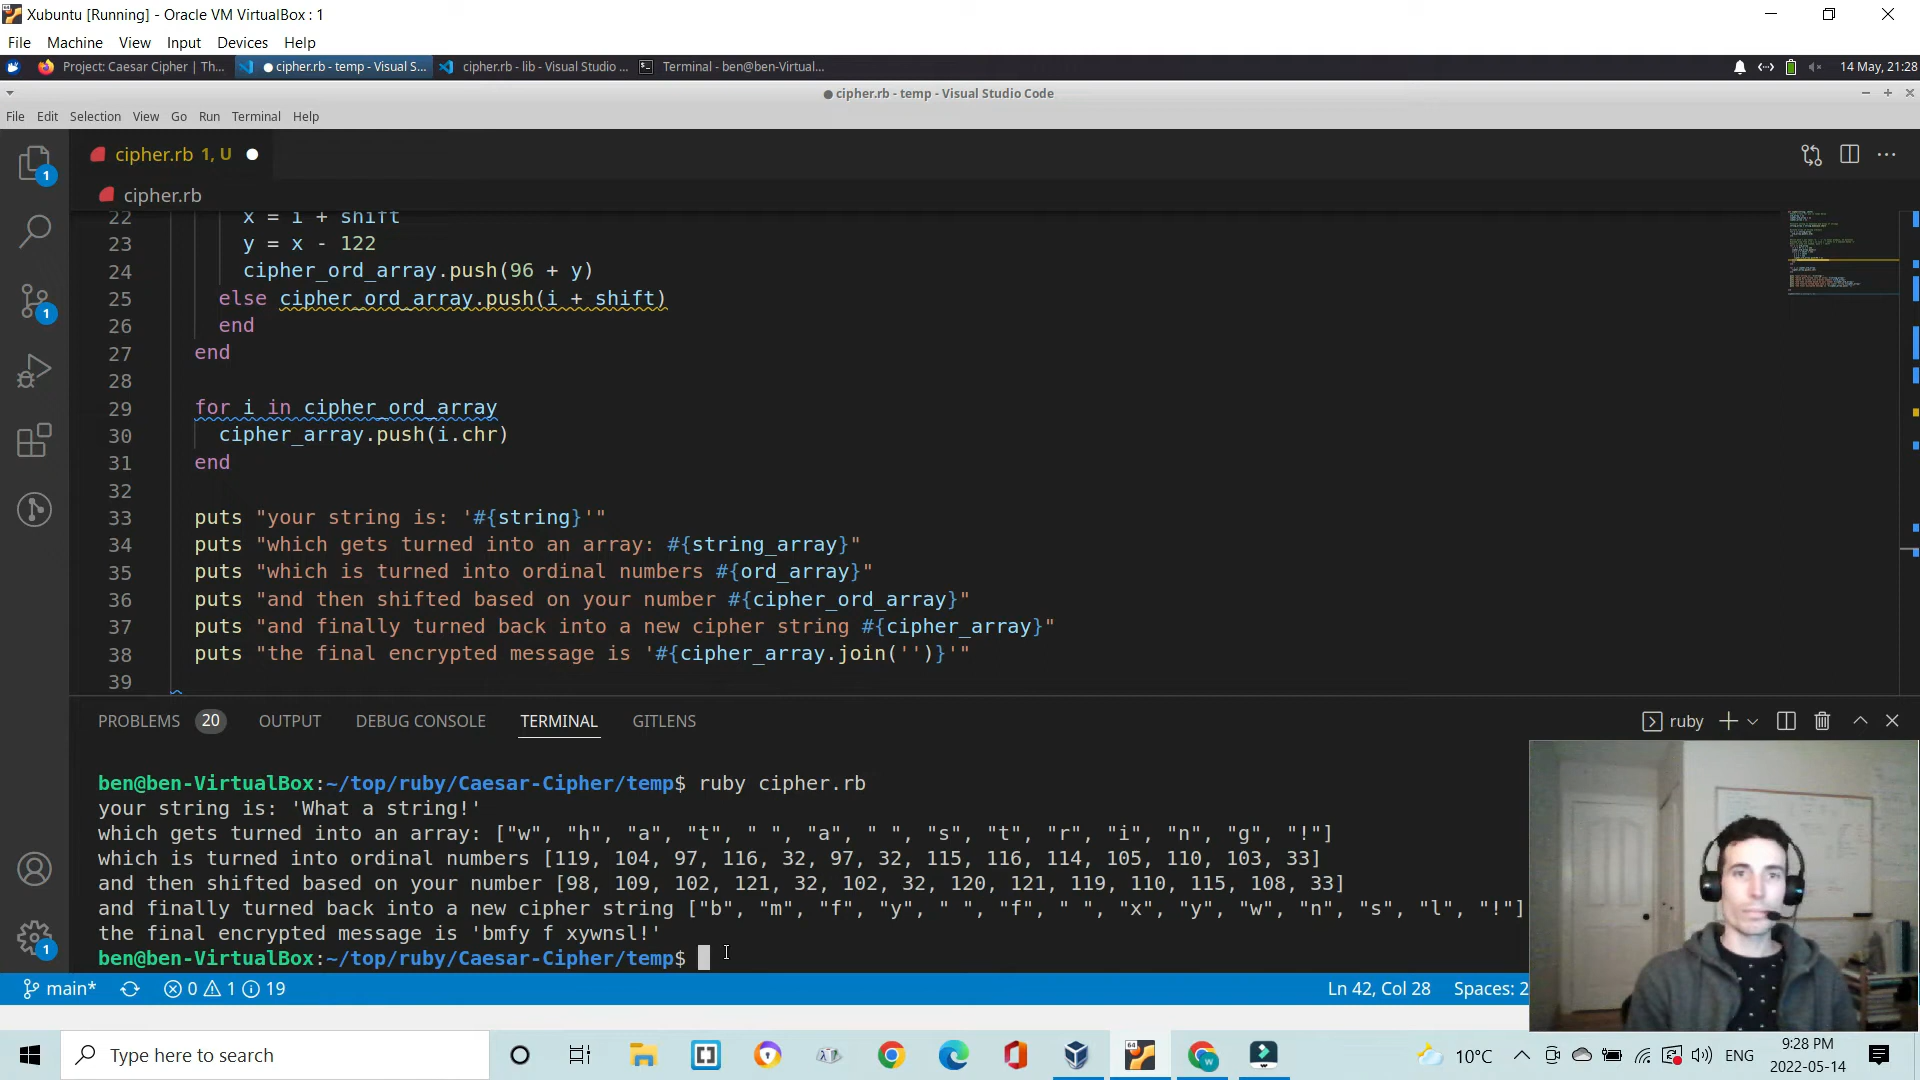 Xubuntu [Running] - Oracle VM VirtualBox : 1
File Machine View Input Devices Help
Project: Caesar Cipher | Th... cipher.rb - temp - Visual S... cipher.rb - lib - Visual Studio ... Terminal - ben@ben-Virtual... 14 May, 21:28
cipher.rb - temp - Visual Studio Code
File Edit Selection View Go Run Terminal Help
cipher.rb 1, U
cipher.rb
22 x = i + shift
23 y = x - 122
24 cipher_ord_array.push(96 + y)
25 else cipher_ord_array.push(i + shift)
26 end
27 end
28
29 for i in cipher_ord_array
30 cipher_array.push(i.chr)
31 end
32
33 puts "your string is: '#{string}'"
34 puts "which gets turned into an array: #{string_array}"
35 puts "which is turned into ordinal numbers #{ord_array}"
36 puts "and then shifted based on your number #{cipher_ord_array}"
37 puts "and finally turned back into a new cipher string #{cipher_array}"
38 puts "the final encrypted message is '#{cipher_array.join('')}'"
39
PROBLEMS 20 OUTPUT DEBUG CONSOLE TERMINAL GITLENS ruby
ben@ben-VirtualBox:~/top/ruby/Caesar-Cipher/temp$ ruby cipher.rb
your string is: 'What a string!'
which gets turned into an array: ["w", "h", "a", "t", " ", "a", " ", "s", "t", "r", "i", "n", "g", "!"]
which is turned into ordinal numbers [119, 104, 97, 116, 32, 97, 32, 115, 116, 114, 105, 110, 103, 33]
and then shifted based on your number [98, 109, 102, 121, 32, 102, 32, 120, 121, 119, 110, 115, 108, 33]
and finally turned back into a new cipher string ["b", "m", "f", "y", " ", "f", " ", "x", "y", "w", "n", "s", "l", "!"]
the final encrypted message is 'bmfy f xywnsl!'
ben@ben-VirtualBox:~/top/ruby/Caesar-Cipher/temp$
main* 0 1 19 Ln 42, Col 28 Spaces: 2
Type here to search 10°C ENG 9:28 PM
2022-05-14